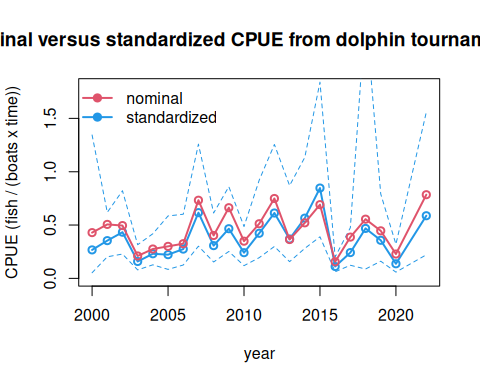 inal versus standardized CPUE from dolphin tournan
nominal
standardized
CPUE (fish / (boats x time))
0.0
0.5
1.0
1.5
2000
2005
2010
2015
2020
year